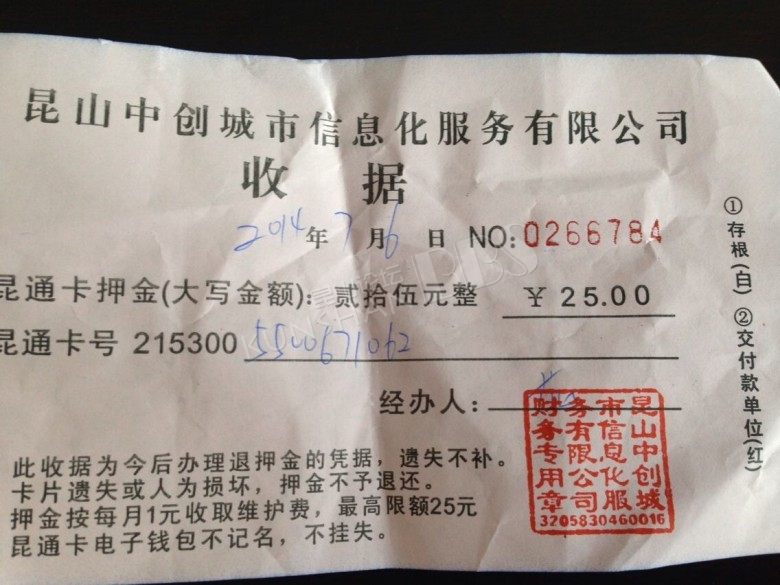 昆山中创城市信息化服务有限公司
收 据
2014年7月6日 NO:0266784
昆通卡押金(大写金额): 贰拾伍元整 ¥ 25.00
昆通卡号 215300 5500671062
经办人:
此收据为今后办理退押金的凭据，遗失不补。
卡片遗失或人为损坏，押金不予退还。
押金按每月1元收取维护费，最高限额25元
昆通卡电子钱包不记名，不挂失。
①存根(白) ②交付款单位(红)
昆山中创城
市信息化服
务有限公司
财务专用章
3205830460016